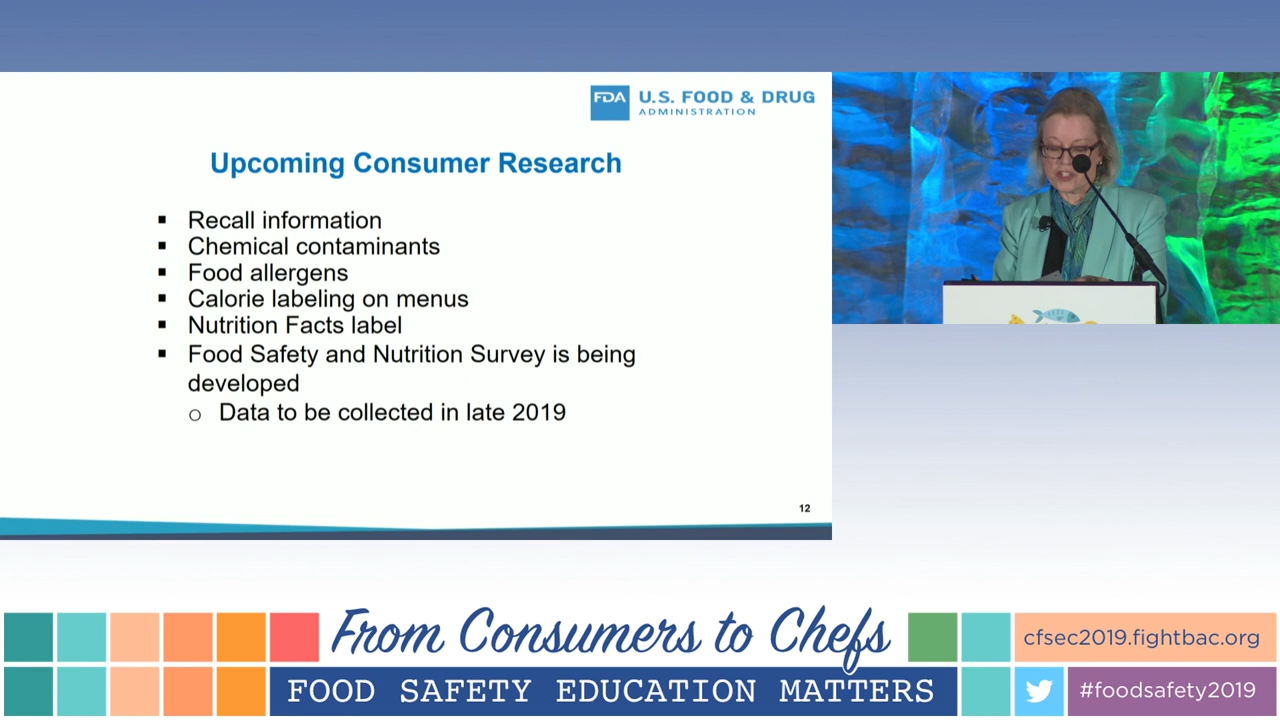 FDA U.S. FOOD & DRUG
ADMINISTRATION
Upcoming Consumer Research
▪ Recall information
▪ Chemical contaminants
▪ Food allergens
▪ Calorie labeling on menus
▪ Nutrition Facts label
▪ Food Safety and Nutrition Survey is being
developed
o Data to be collected in late 2019
12
From Consumers to Chefs
FOOD SAFETY EDUCATION MATTERS
cfsec2019.fightbac.org
#foodsafety2019